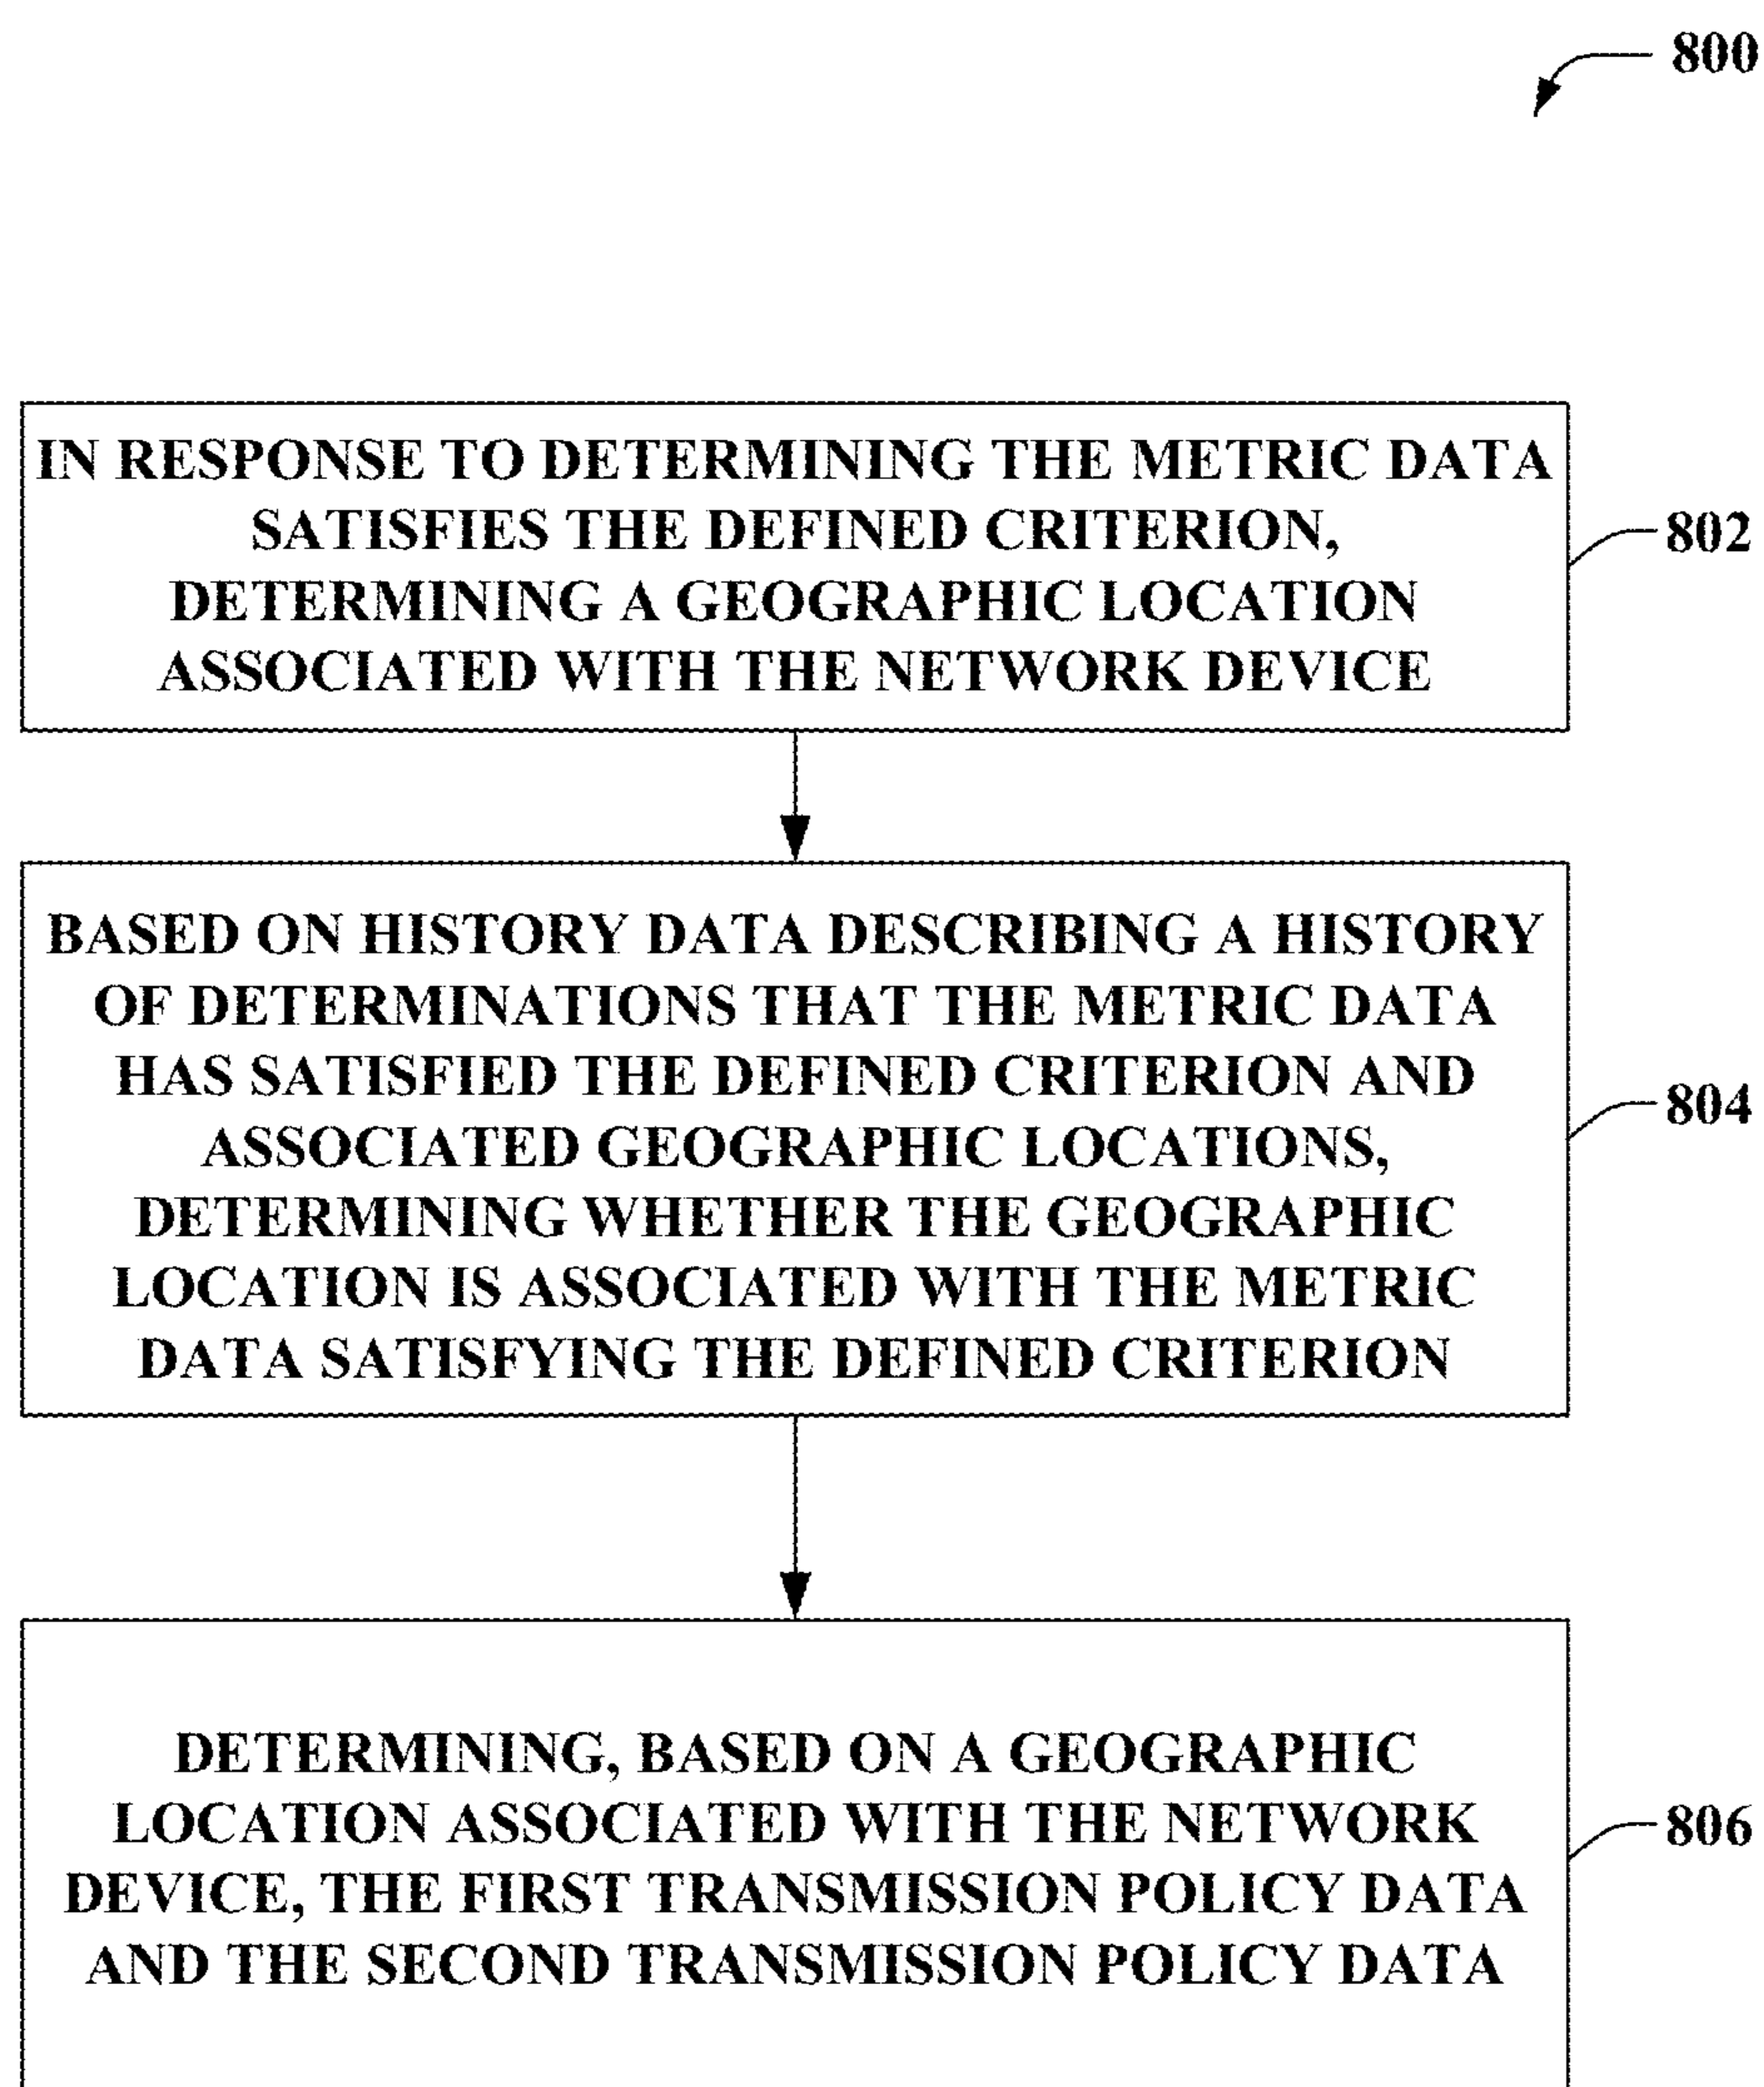 800
IN RESPONSE TO DETERMINING THE METRIC DATA
SATISFIES THE DEFINED CRITERION,
DETERMINING A GEOGRAPHIC LOCATION
ASSOCIATED WITH THE NETWORK DEVICE
802
BASED ON HISTORY DATA DESCRIBING A HISTORY
OF DETERMINATIONS THAT THE METRIC DATA
HAS SATISFIED THE DEFINED CRITERION AND
ASSOCIATED GEOGRAPHIC LOCATIONS,
DETERMINING WHETHER THE GEOGRAPHIC
LOCATION IS ASSOCIATED WITH THE METRIC
DATA SATISFYING THE DEFINED CRITERION
804
DETERMINING, BASED ON A GEOGRAPHIC
LOCATION ASSOCIATED WITH THE NETWORK
DEVICE, THE FIRST TRANSMISSION POLICY DATA
AND THE SECOND TRANSMISSION POLICY DATA
806